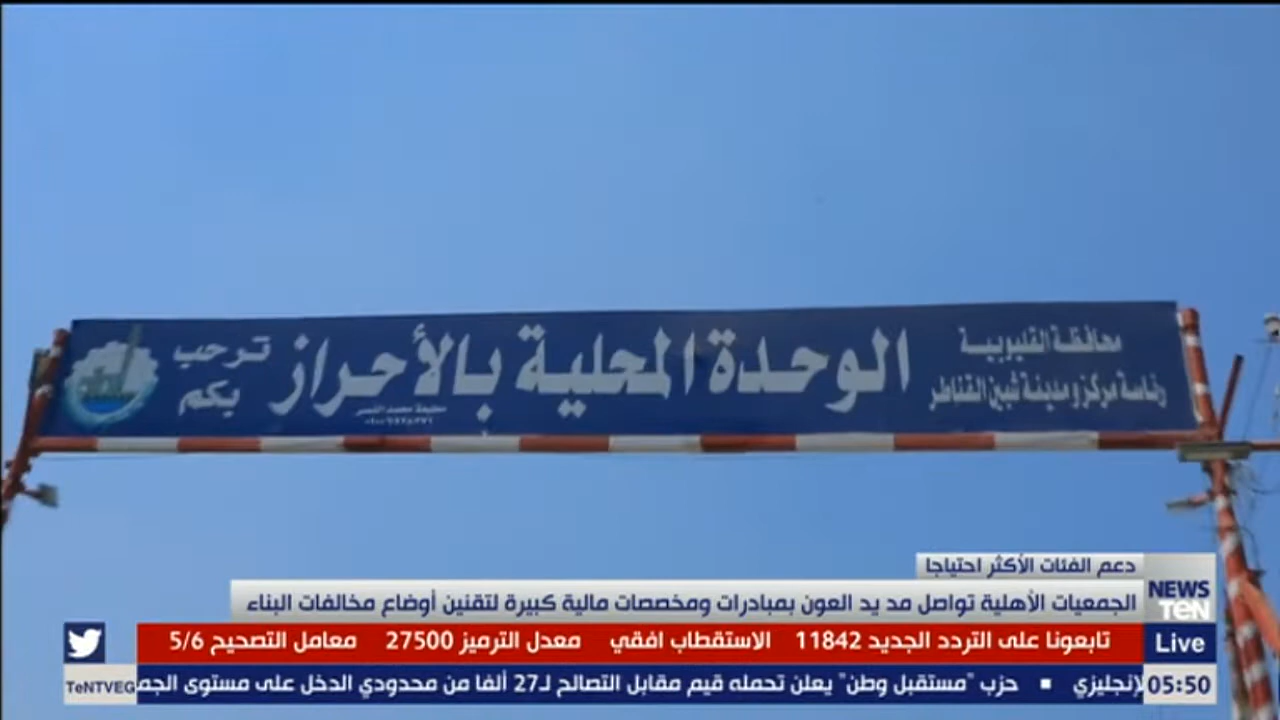 محافظة القليوبية
رئاسة مركز ومدينة شبين القناطر
الوحدة المحلية بالأحراز
ترحب
بكم
مطبعة محمد النسر
دعم الفئات الأكثر احتياجا
الجمعيات الأهلية تواصل مد يد العون بمبادرات ومخصصات مالية كبيرة لتقنين أوضاع مخالفات البناء
NEWS
TeN
تابعونا على التردد الجديد 11842 الاستقطاب افقي معدل الترميز 27500 معامل التصحيح 5/6
Live
لإنجليزي ■ حزب "مستقبل وطن" يعلن تحمله قيم مقابل التصالح لـ27 ألفا من محدودي الدخل على مستوى الجم
TeNTVEG
05:50